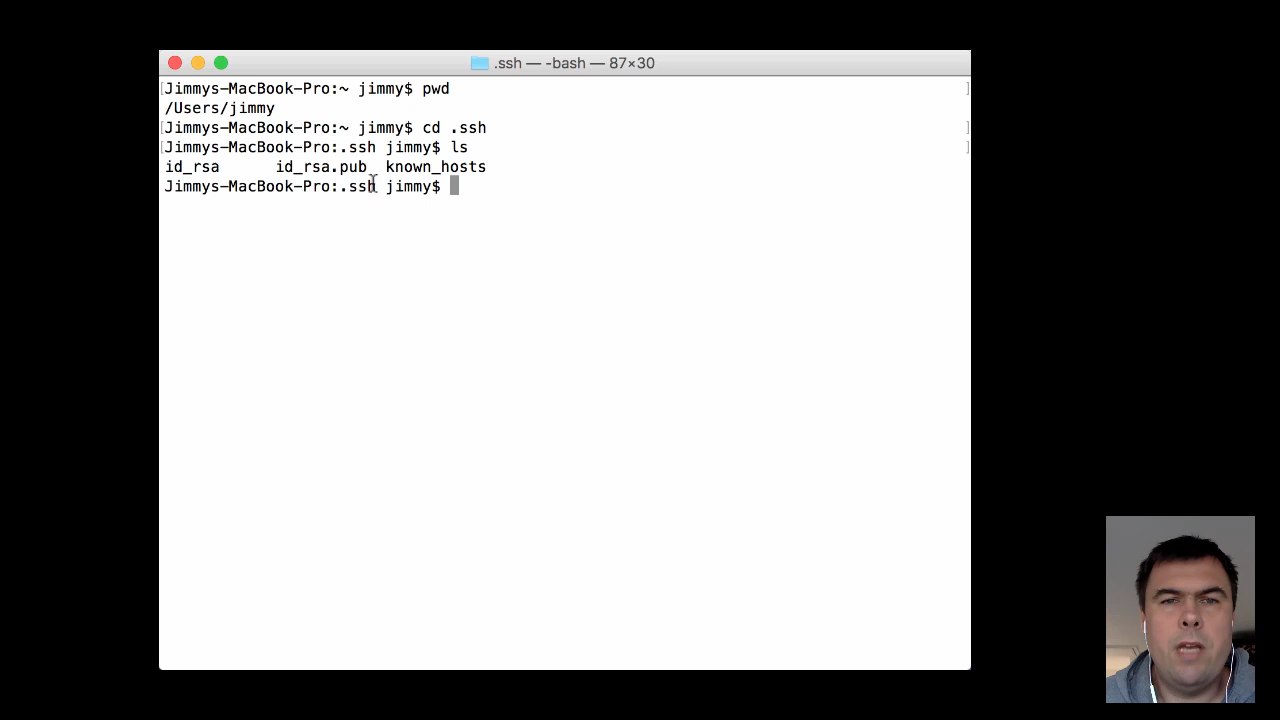 .ssh — -bash — 87×30
[Jimmys-MacBook-Pro:~ jimmy$ pwd ]
/Users/jimmy
[Jimmys-MacBook-Pro:~ jimmy$ cd .ssh ]
[Jimmys-MacBook-Pro:.ssh jimmy$ ls ]
id_rsa id_rsa.pub known_hosts
Jimmys-MacBook-Pro:.ssh jimmy$